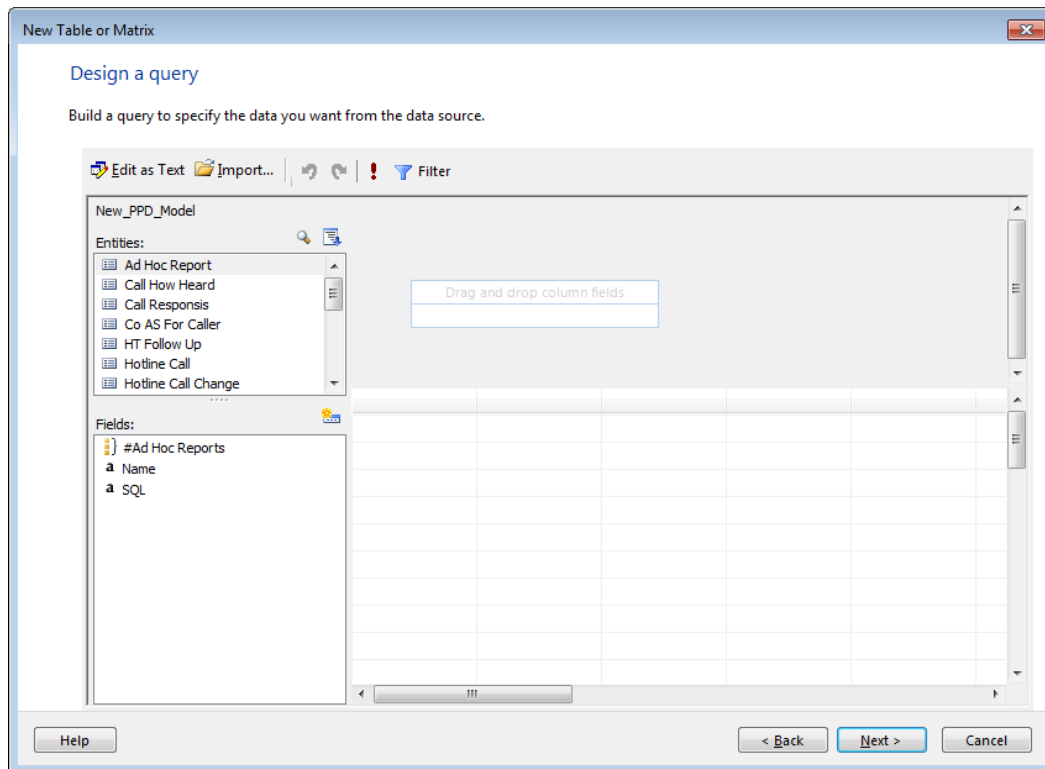 New Table or Matrix
Design a query
Build a query to specify the data you want from the data source.
Edit as Text Import... Filter
New_PPD_Model
Entities:
Ad Hoc Report
Call How Heard
Call Responsis
Co AS For Caller
HT Follow Up
Hotline Call
Hotline Call Change
Drag and drop column fields
Fields:
#Ad Hoc Reports
a Name
a SQL
Help
< Back
Next >
Cancel